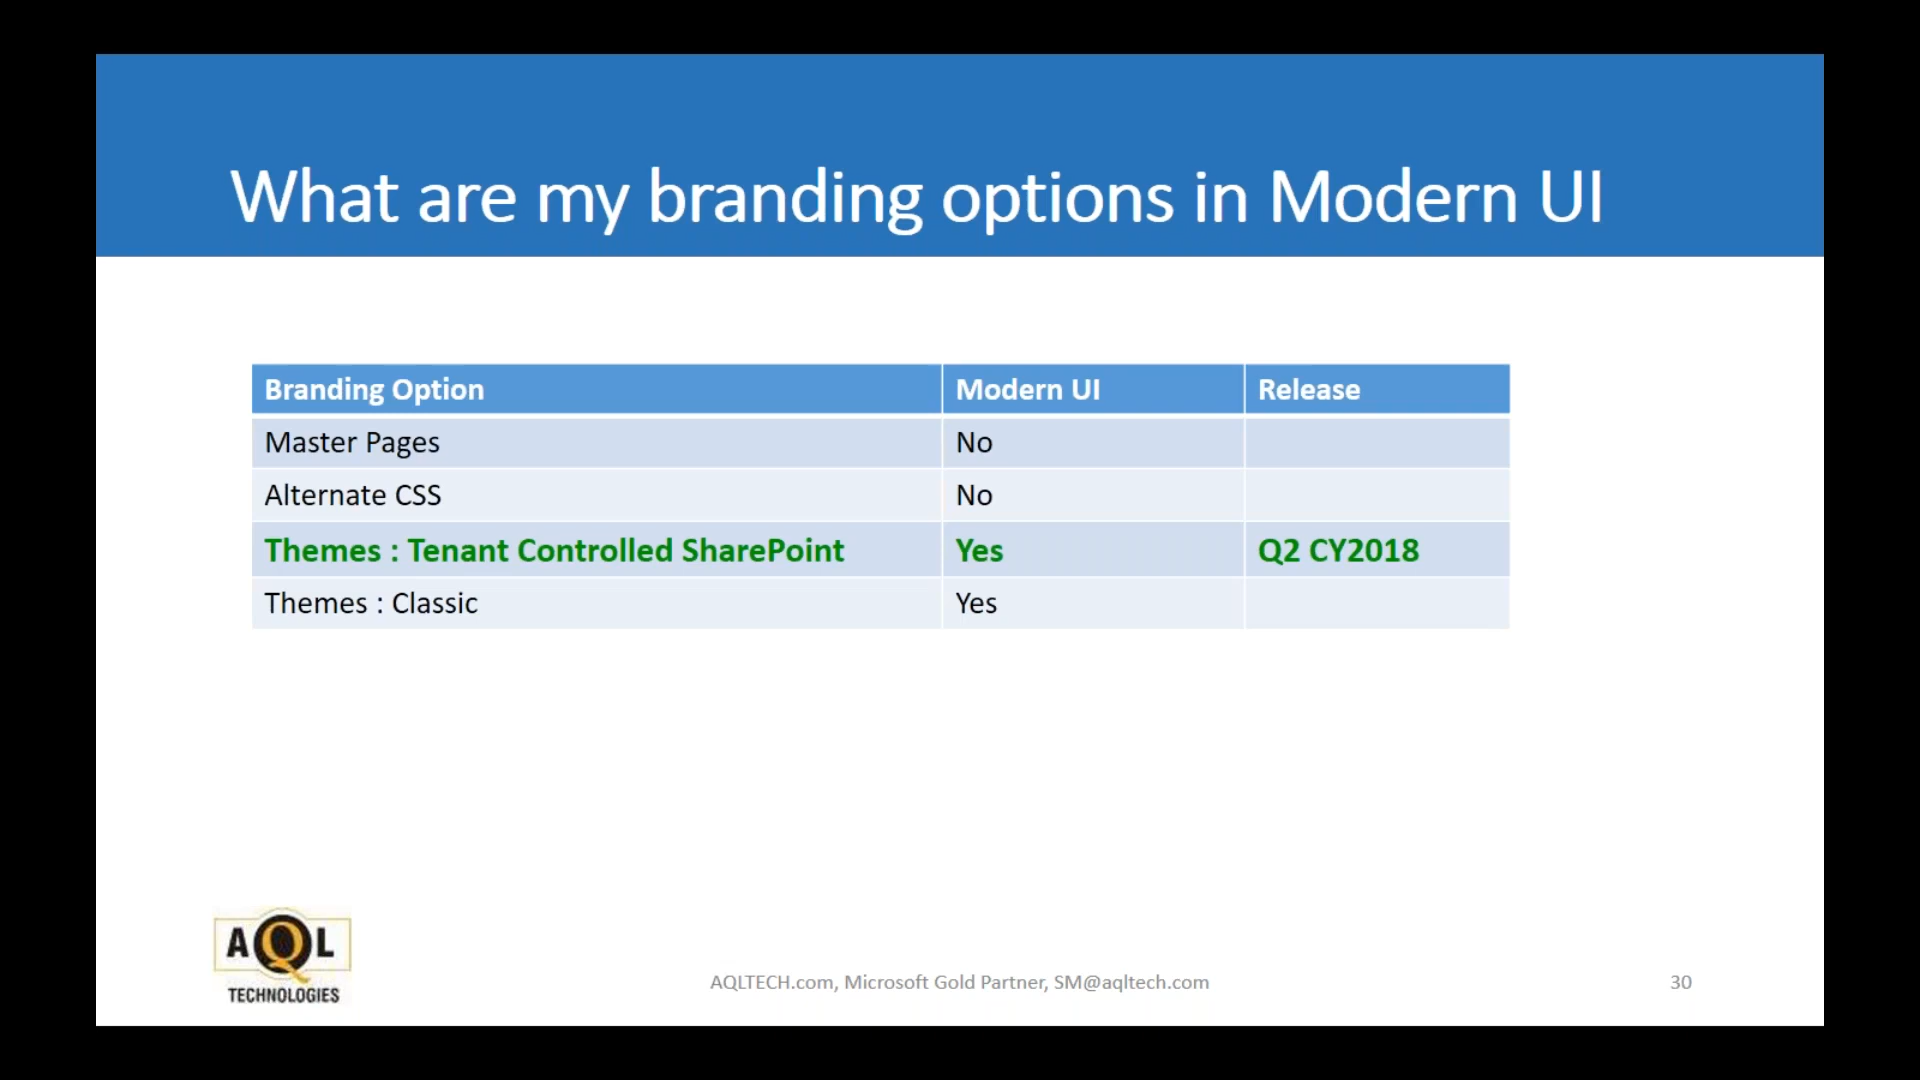 What are my branding options in Modern UI
Branding Option Modern UI Release
Master Pages No
Alternate CSS No
Themes : Tenant Controlled SharePoint Yes Q2 CY2018
Themes : Classic Yes
AQL
TECHNOLOGIES
AQLTECH.com, Microsoft Gold Partner, SM@aqltech.com
30